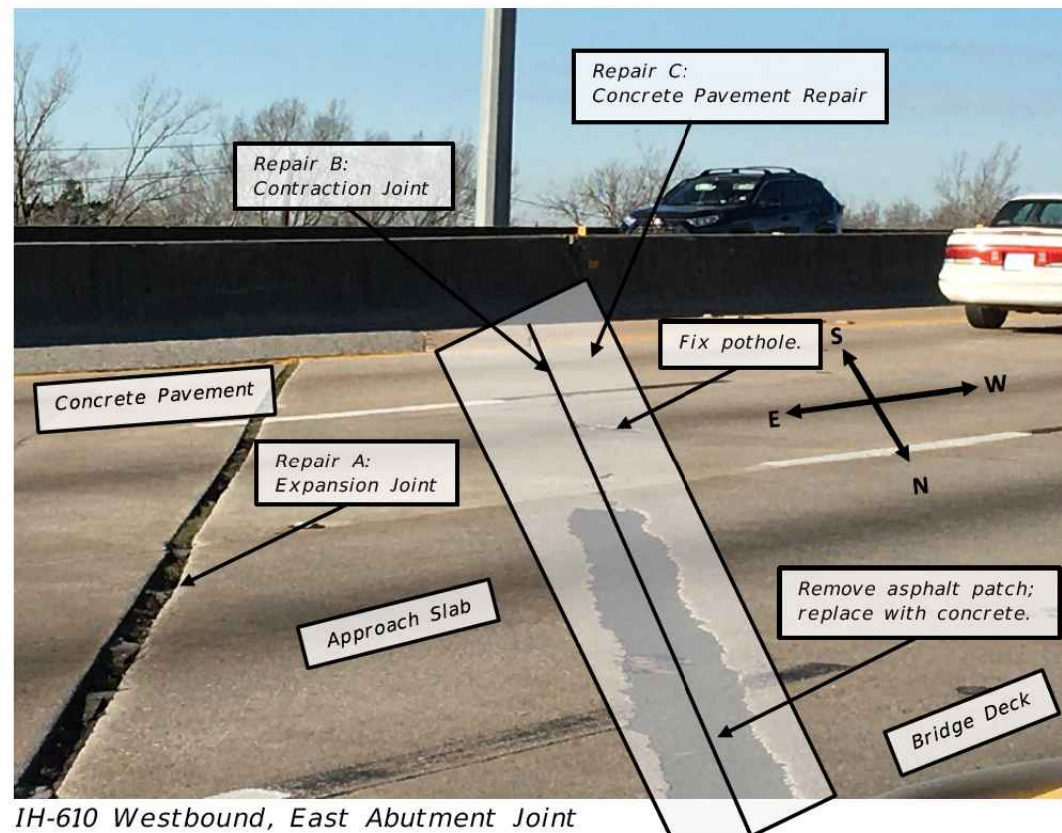 Repair C:
Concrete Pavement Repair
Repair B:
Contraction Joint
Fix pothole.
S
W
E
N
Concrete Pavement
Repair A:
Expansion Joint
Approach Slab
Remove asphalt patch;
replace with concrete.
Bridge Deck
IH-610 Westbound, East Abutment Joint